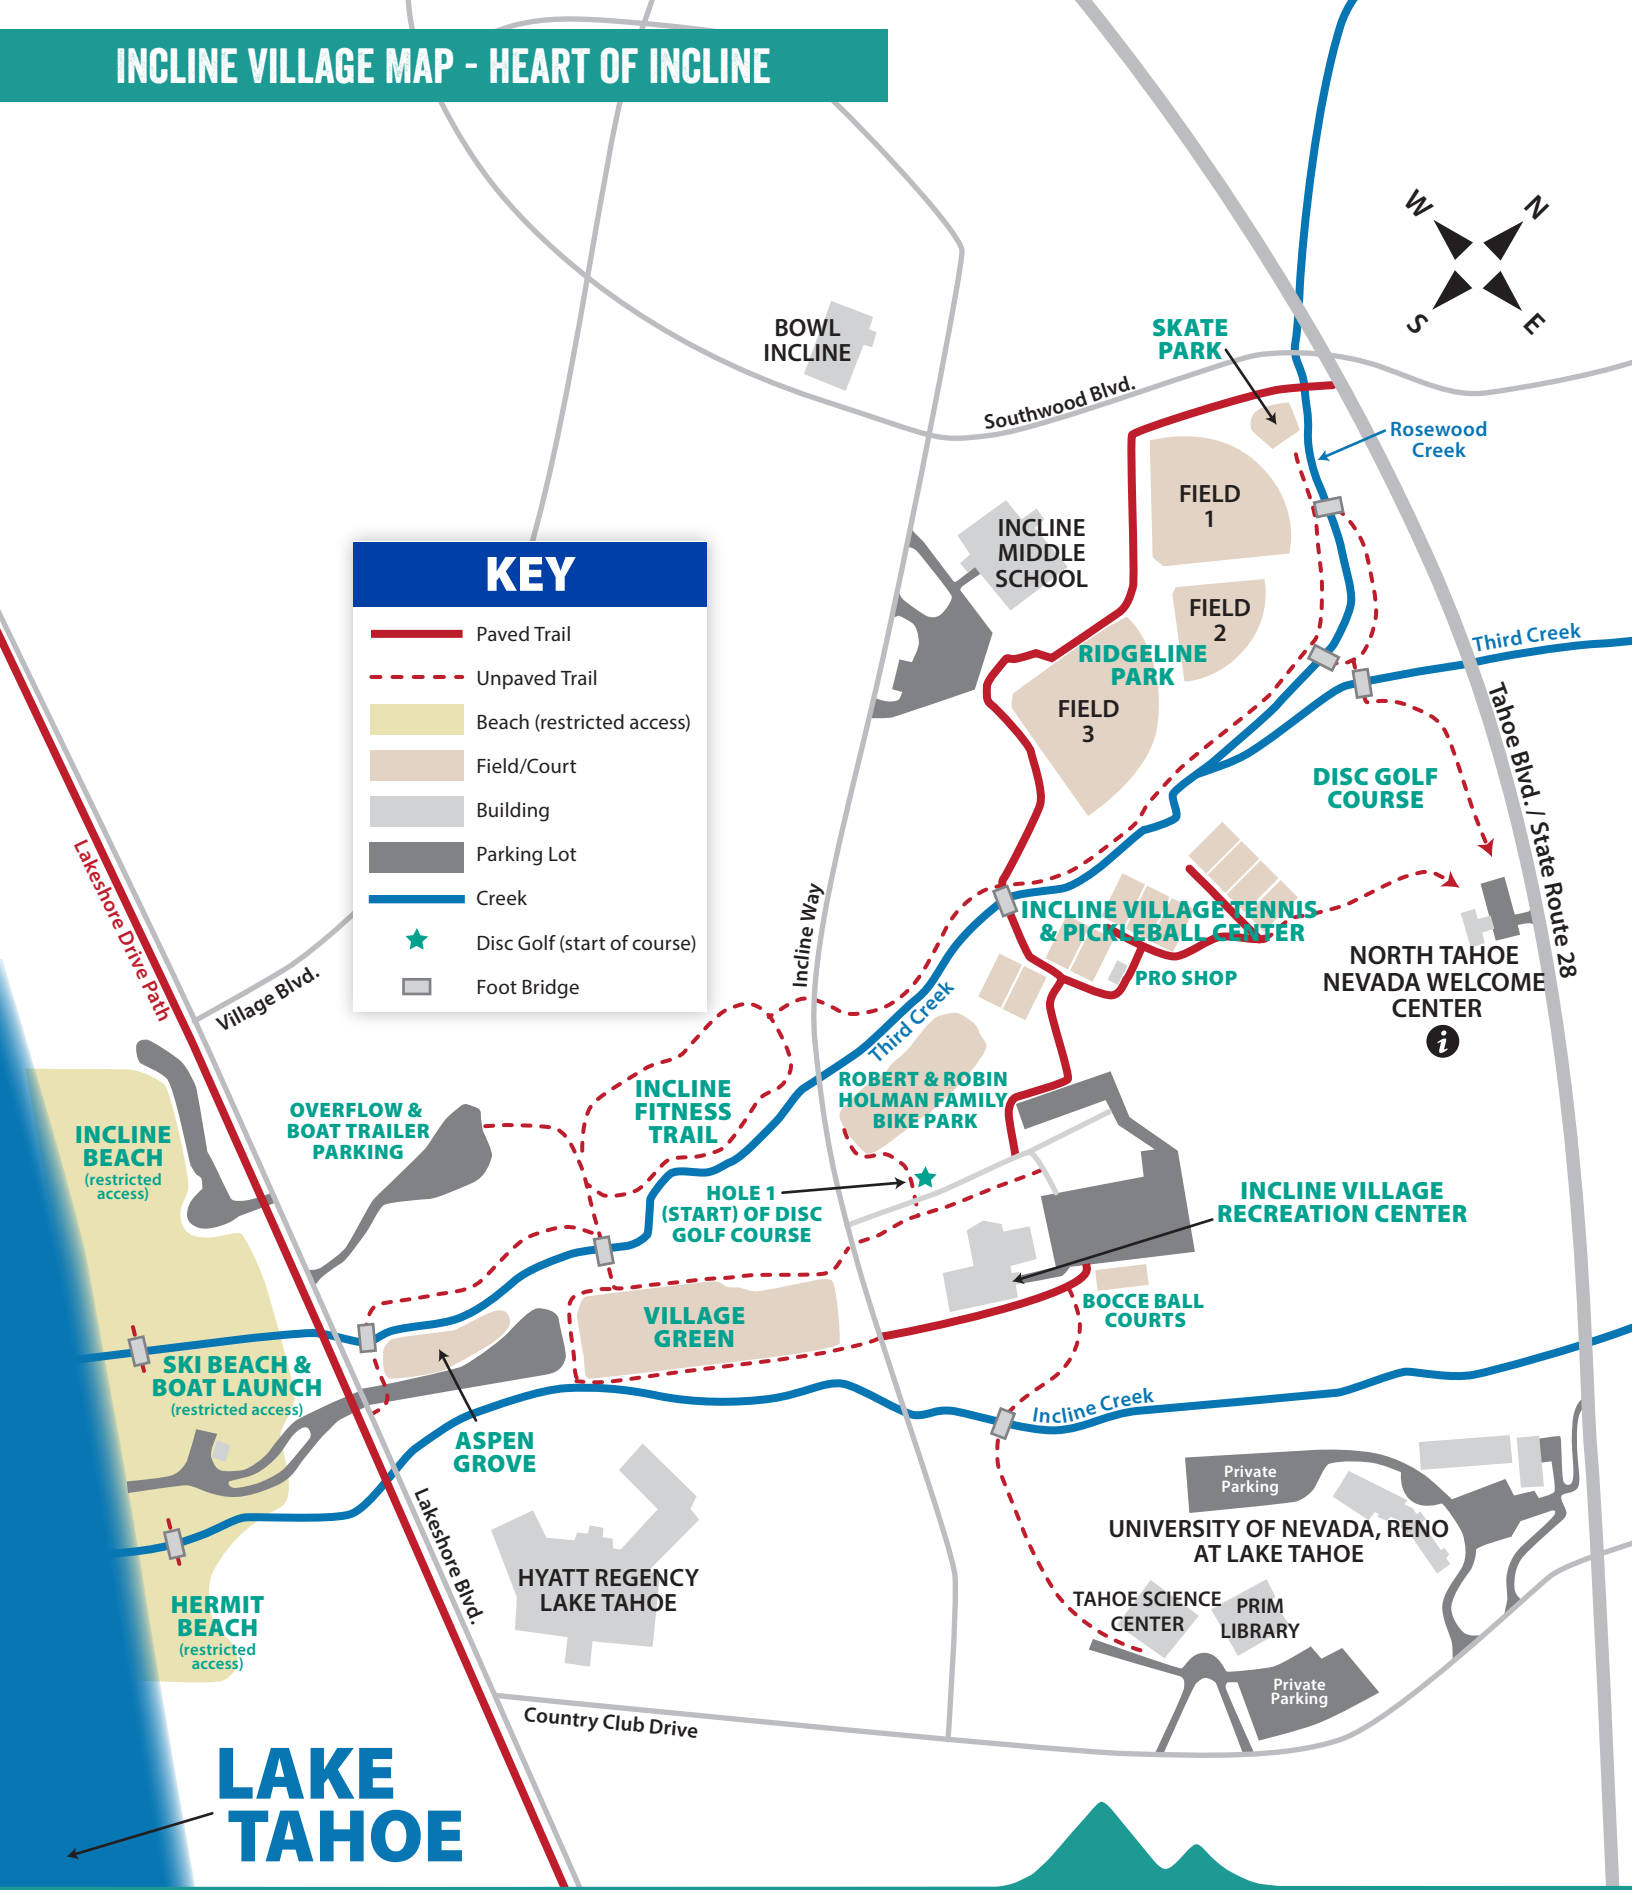 INCLINE VILLAGE MAP - HEART OF INCLINE
W
N
S
E
BOWL
INCLINE
SKATE
PARK
Southwood Blvd.
Rosewood
Creek
FIELD
1
INCLINE
MIDDLE
SCHOOL
FIELD
2
RIDGELINE
PARK
FIELD
3
Third Creek
KEY
Paved Trail
Unpaved Trail
Beach (restricted access)
Field/Court
Building
Parking Lot
Creek
Disc Golf (start of course)
Foot Bridge
Tahoe Blvd. / State Route 28
DISC GOLF
COURSE
Lakeshore Drive Path
Incline Way
INCLINE VILLAGE TENNIS
& PICKLEBALL CENTER
PRO SHOP
NORTH TAHOE
NEVADA WELCOME
CENTER
i
Village Blvd.
Third Creek
INCLINE
FITNESS
TRAIL
ROBERT & ROBIN
HOLMAN FAMILY
BIKE PARK
OVERFLOW &
BOAT TRAILER
PARKING
INCLINE
BEACH
(restricted
access)
HOLE 1
(START) OF DISC
GOLF COURSE
INCLINE VILLAGE
RECREATION CENTER
VILLAGE
GREEN
BOCCE BALL
COURTS
SKI BEACH &
BOAT LAUNCH
(restricted access)
Incline Creek
ASPEN
GROVE
Private
Parking
Lakeshore Blvd.
UNIVERSITY OF NEVADA, RENO
AT LAKE TAHOE
HYATT REGENCY
LAKE TAHOE
HERMIT
BEACH
(restricted
access)
TAHOE SCIENCE
CENTER
PRIM
LIBRARY
Private
Parking
Country Club Drive
LAKE
TAHOE